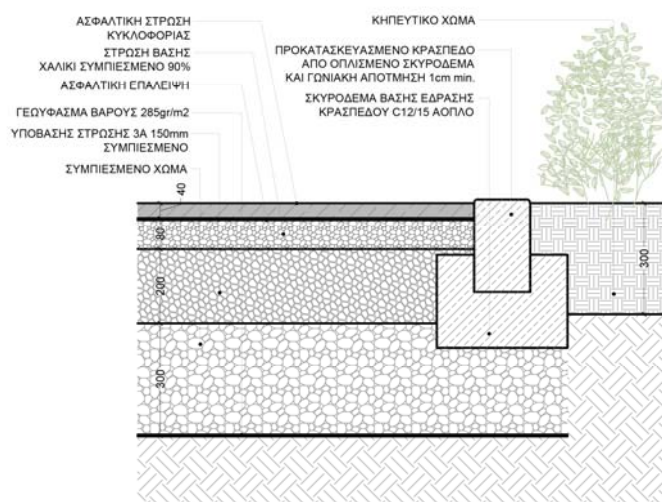 ΑΣΦΑΛΤΙΚΗ ΣΤΡΩΣΗ
ΚΥΚΛΟΦΟΡΙΑΣ
ΣΤΡΩΣΗ ΒΑΣΗΣ
ΧΑΛΙΚΙ ΣΥΜΠΙΕΣΜΕΝΟ 90%
ΑΣΦΑΛΤΙΚΗ ΕΠΑΛΕΙΨΗ
ΓΕΩΥΦΑΣΜΑ ΒΑΡΟΥΣ 285gr/m2
ΥΠΟΒΑΣΗΣ ΣΤΡΩΣΗΣ 3Α 150mm
ΣΥΜΠΙΕΣΜΕΝΟ
ΣΥΜΠΙΕΣΜΕΝΟ ΧΩΜΑ
ΚΗΠΕΥΤΙΚΟ ΧΩΜΑ
ΠΡΟΚΑΤΑΣΚΕΥΑΣΜΕΝΟ ΚΡΑΣΠΕΔΟ
ΑΠΟ ΟΠΛΙΣΜΕΝΟ ΣΚΥΡΟΔΕΜΑ
ΚΑΙ ΓΩΝΙΑΚΗ ΑΠΟΤΜΗΣΗ 1cm min.
ΣΚΥΡΟΔΕΜΑ ΒΑΣΗΣ ΕΔΡΑΣΗΣ
ΚΡΑΣΠΕΔΟΥ C12/15 ΑΟΠΛΟ
40
80
200
300
300